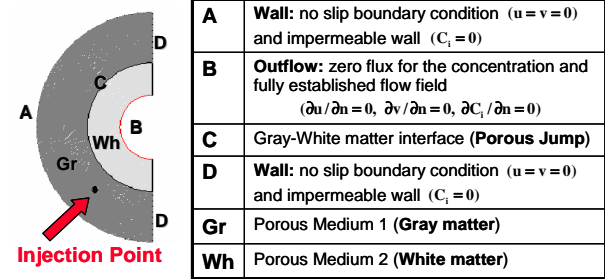 D
A
C
B
Wh
Gr
D
Injection Point
A Wall: no slip boundary condition (u = v = 0)
and impermeable wall (Cᵢ = 0)
B Outflow: zero flux for the concentration and
fully established flow field
(∂u/∂n = 0, ∂v/∂n = 0, ∂Cᵢ/∂n = 0)
C Gray-White matter interface (Porous Jump)
D Wall: no slip boundary condition (u = v = 0)
and impermeable wall (Cᵢ = 0)
Gr Porous Medium 1 (Gray matter)
Wh Porous Medium 2 (White matter)